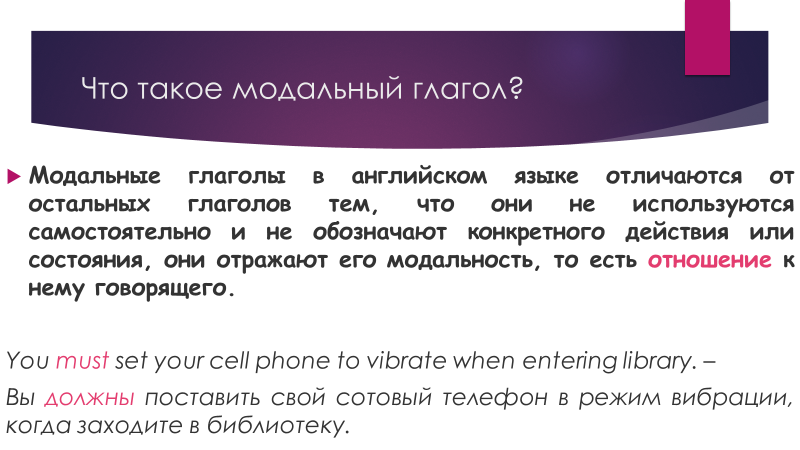 Что такое модальный глагол?
Модальные глаголы в английском языке отличаются от
остальных глаголов тем, что они не используются
самостоятельно и не обозначают конкретного действия или
состояния, они отражают его модальность, то есть отношение к
нему говорящего.
You must set your cell phone to vibrate when entering library. –
Вы должны поставить свой сотовый телефон в режим вибрации,
когда заходите в библиотеку.